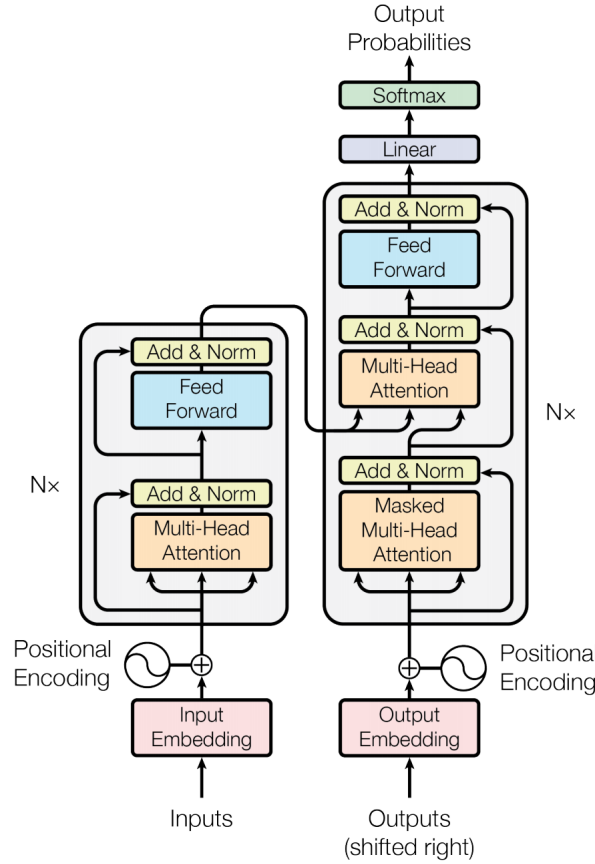 Output
Probabilities
Softmax
Linear
Add & Norm
Feed
Forward
Add & Norm
Multi-Head
Attention
Add & Norm
Masked
Multi-Head
Attention
Nx
Add & Norm
Feed
Forward
Add & Norm
Multi-Head
Attention
N×
Positional
Encoding
Positiona
Encoding
Input
Embedding
Output
Embedding
Inputs
Outputs
(shifted right)